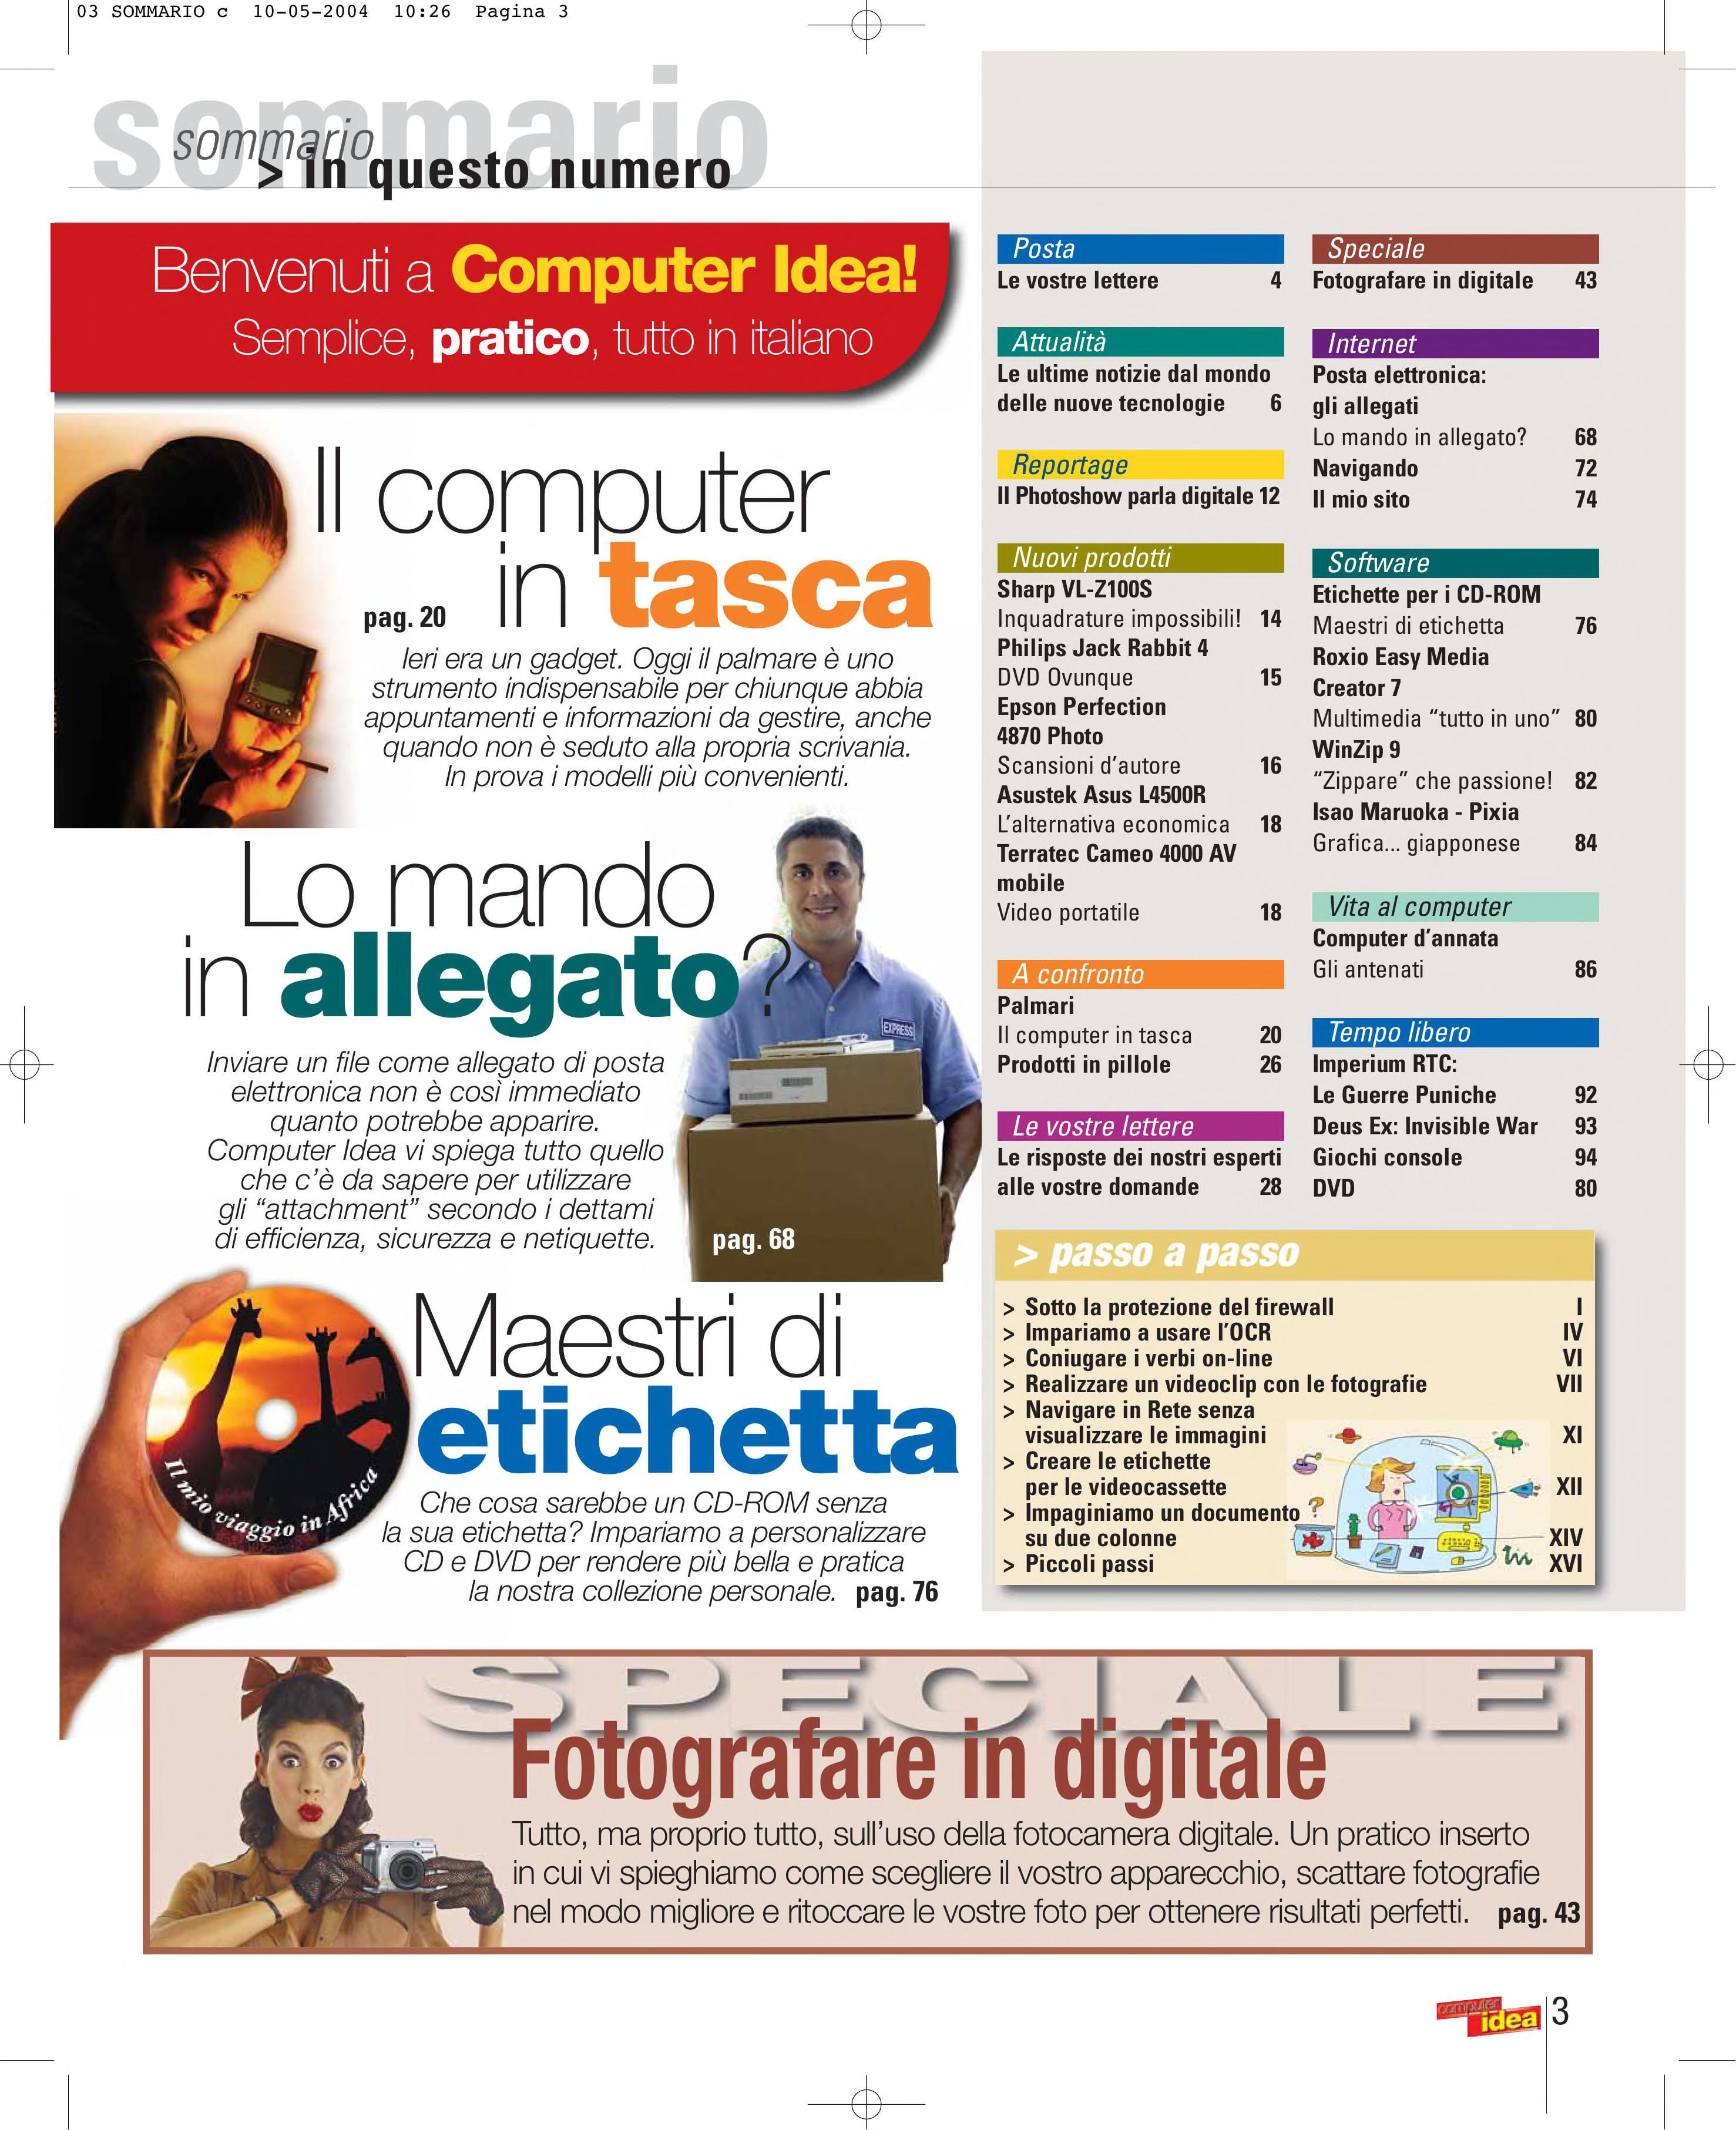 03 SOMMARIO c 10-05-2004 10:26 Pagina 3
sommario
sommario
> in questo numero
Benvenuti a Computer Idea!
Semplice, pratico, tutto in italiano
Il computer
in tasca
pag. 20
Ieri era un gadget. Oggi il palmare è uno
strumento indispensabile per chiunque abbia
appuntamenti e informazioni da gestire, anche
quando non è seduto alla propria scrivania.
In prova i modelli più convenienti.
Lo mando
in allegato?
EXPRESS
Inviare un file come allegato di posta
elettronica non è così immediato
quanto potrebbe apparire.
Computer Idea vi spiega tutto quello
che c'è da sapere per utilizzare
gli “attachment” secondo i dettami
di efficienza, sicurezza e netiquette.
pag. 68
Maestri di
etichetta
Il mio viaggio in Africa
Che cosa sarebbe un CD-ROM senza
la sua etichetta? Impariamo a personalizzare
CD e DVD per rendere più bella e pratica
la nostra collezione personale. pag. 76
Posta
Le vostre lettere 4
Attualità
Le ultime notizie dal mondo
delle nuove tecnologie 6
Reportage
Il Photoshow parla digitale 12
Nuovi prodotti
Sharp VL-Z100S
Inquadrature impossibili! 14
Philips Jack Rabbit 4
DVD Ovunque 15
Epson Perfection
4870 Photo
Scansioni d'autore 16
Asustek Asus L4500R
L'alternativa economica 18
Terratec Cameo 4000 AV
mobile
Video portatile 18
A confronto
Palmari
Il computer in tasca 20
Prodotti in pillole 26
Le vostre lettere
Le risposte dei nostri esperti
alle vostre domande 28
Speciale
Fotografare in digitale 43
Internet
Posta elettronica:
gli allegati
Lo mando in allegato? 68
Navigando 72
Il mio sito 74
Software
Etichette per i CD-ROM
Maestri di etichetta 76
Roxio Easy Media
Creator 7
Multimedia “tutto in uno” 80
WinZip 9
“Zippare” che passione! 82
Isao Maruoka - Pixia
Grafica... giapponese 84
Vita al computer
Computer d'annata
Gli antenati 86
Tempo libero
Imperium RTC:
Le Guerre Puniche 92
Deus Ex: Invisible War 93
Giochi console 94
DVD 80
> passo a passo
> Sotto la protezione del firewall I
> Impariamo a usare l'OCR IV
> Coniugare i verbi on-line VI
> Realizzare un videoclip con le fotografie VII
> Navigare in Rete senza
visualizzare le immagini XI
> Creare le etichette
per le videocassette XII
> Impaginiamo un documento
su due colonne XIV
> Piccoli passi XVI
SPECIALE
Fotografare in digitale
Tutto, ma proprio tutto, sull'uso della fotocamera digitale. Un pratico inserto
in cui vi spieghiamo come scegliere il vostro apparecchio, scattare fotografie
nel modo migliore e ritoccare le vostre foto per ottenere risultati perfetti. pag. 43
computer
idea
3